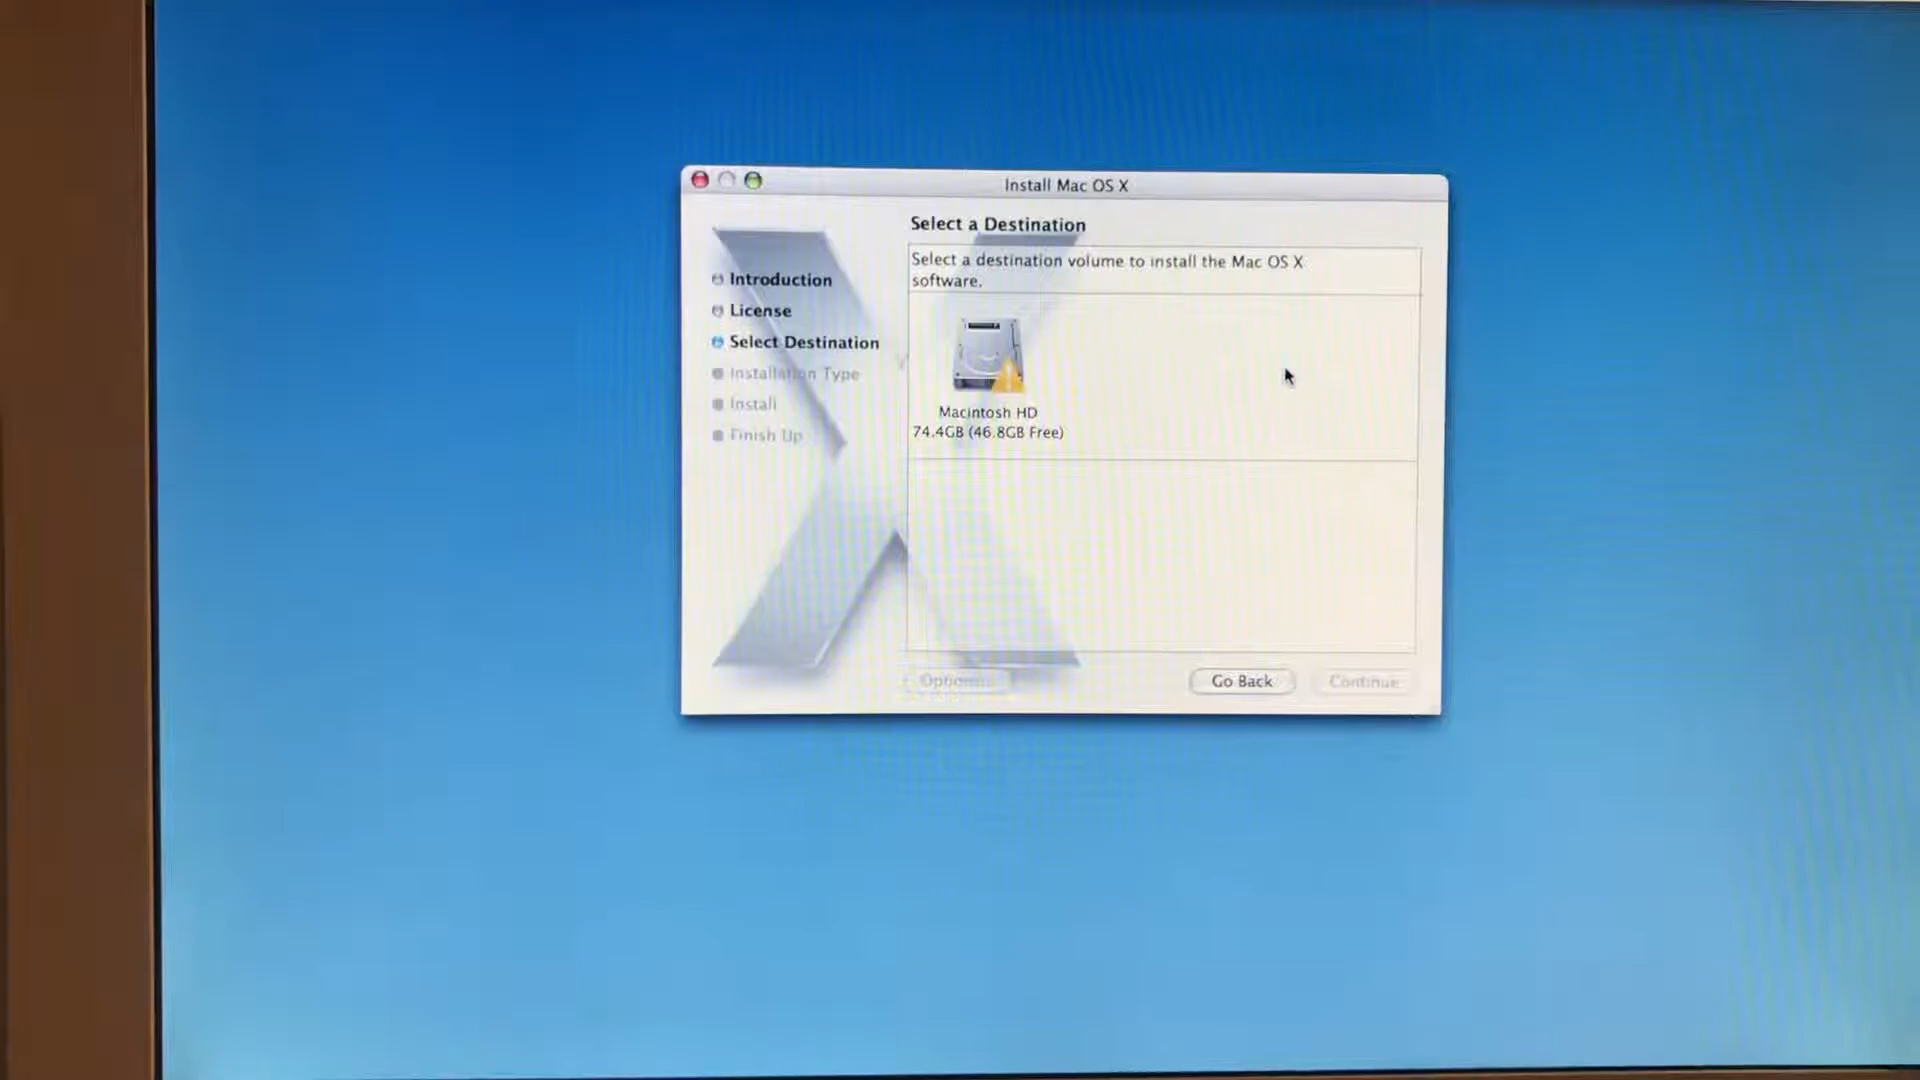 Install Mac OS X
Select a Destination
Select a destination volume to install the Mac OS X
software.
Introduction
License
Select Destination
Installation Type
Install
Finish Up
Macintosh HD
74.4GB (46.8GB Free)
Go Back
Continue